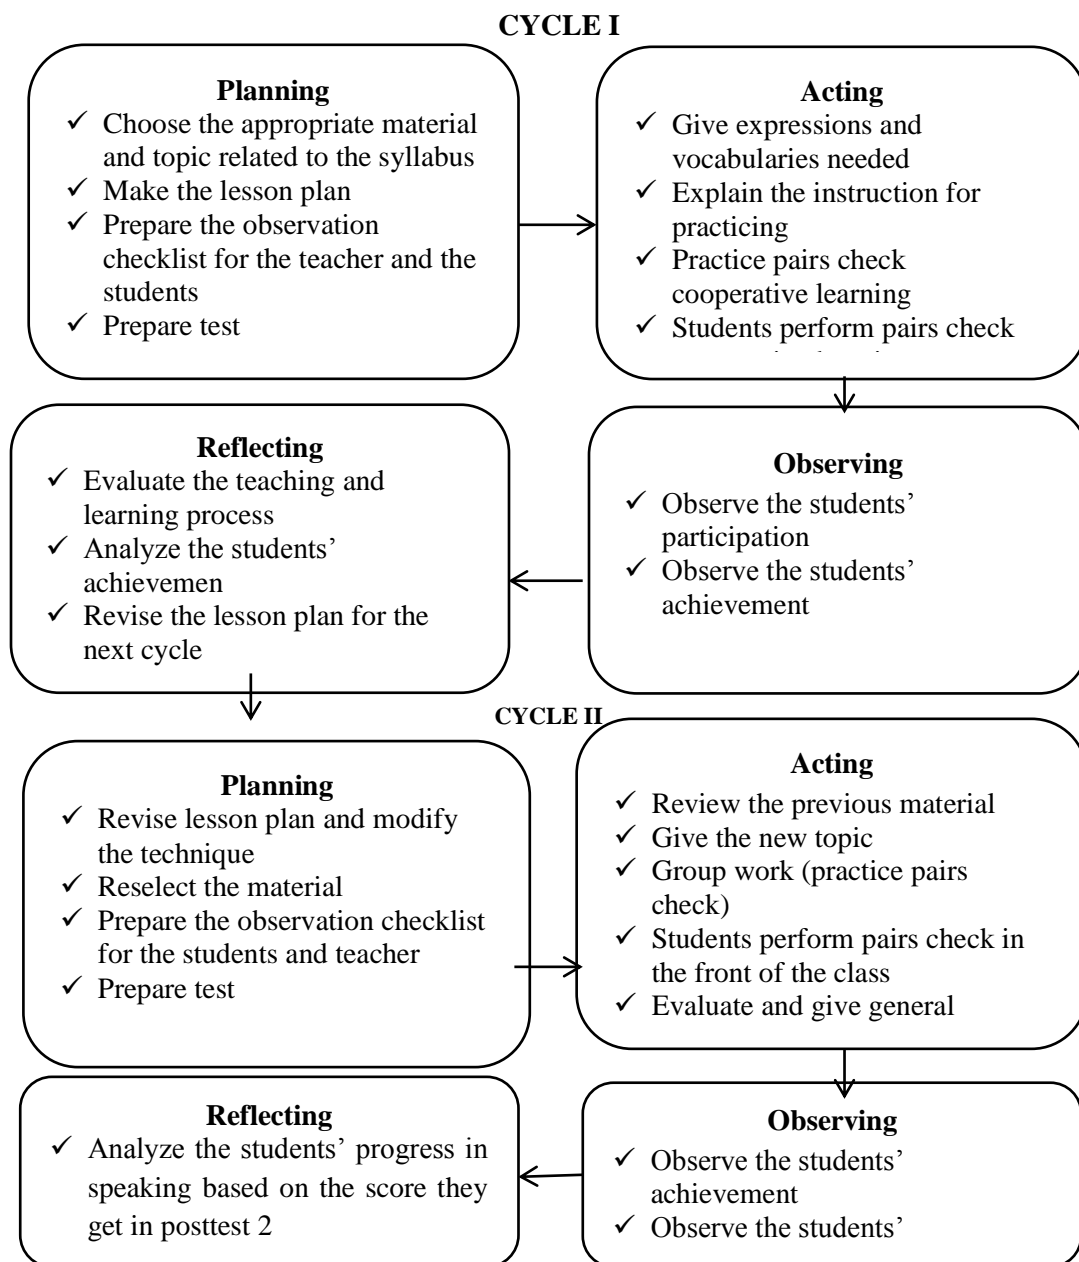 CYCLE I
Planning
✓ Choose the appropriate material
and topic related to the syllabus
✓ Make the lesson plan
✓ Prepare the observation
checklist for the teacher and the
students
✓ Prepare test
Acting
✓ Give expressions and
vocabularies needed
✓ Explain the instruction for
practicing
✓ Practice pairs check
cooperative learning
✓ Students perform pairs check
Observing
✓ Observe the students’
participation
✓ Observe the students’
achievement
Reflecting
✓ Evaluate the teaching and
learning process
✓ Analyze the students’
achievemen
✓ Revise the lesson plan for the
next cycle
CYCLE II
Planning
✓ Revise lesson plan and modify
the technique
✓ Reselect the material
✓ Prepare the observation checklist
for the students and teacher
✓ Prepare test
Acting
✓ Review the previous material
✓ Give the new topic
✓ Group work (practice pairs
check)
✓ Students perform pairs check in
the front of the class
✓ Evaluate and give general
Observing
✓ Observe the students’
achievement
✓ Observe the students’
Reflecting
✓ Analyze the students’ progress in
speaking based on the score they
get in posttest 2